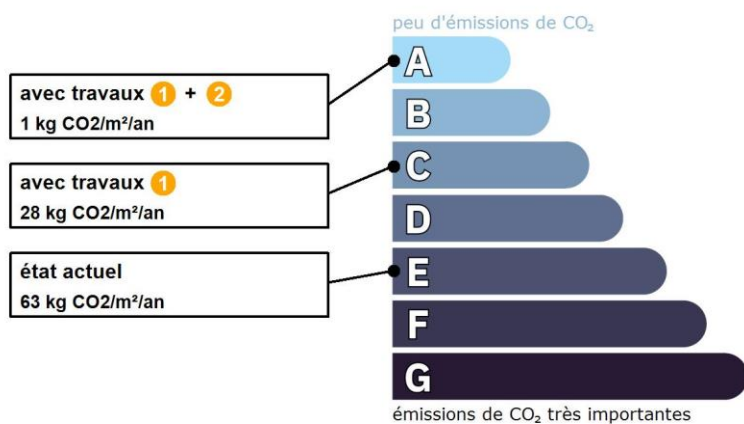 peu d'émissions de CO₂
A
avec travaux 1 + 2
1 kg CO2/m²/an
B
C
avec travaux 1
28 kg CO2/m²/an
D
E
état actuel
63 kg CO2/m²/an
F
G
émissions de CO₂ très importantes